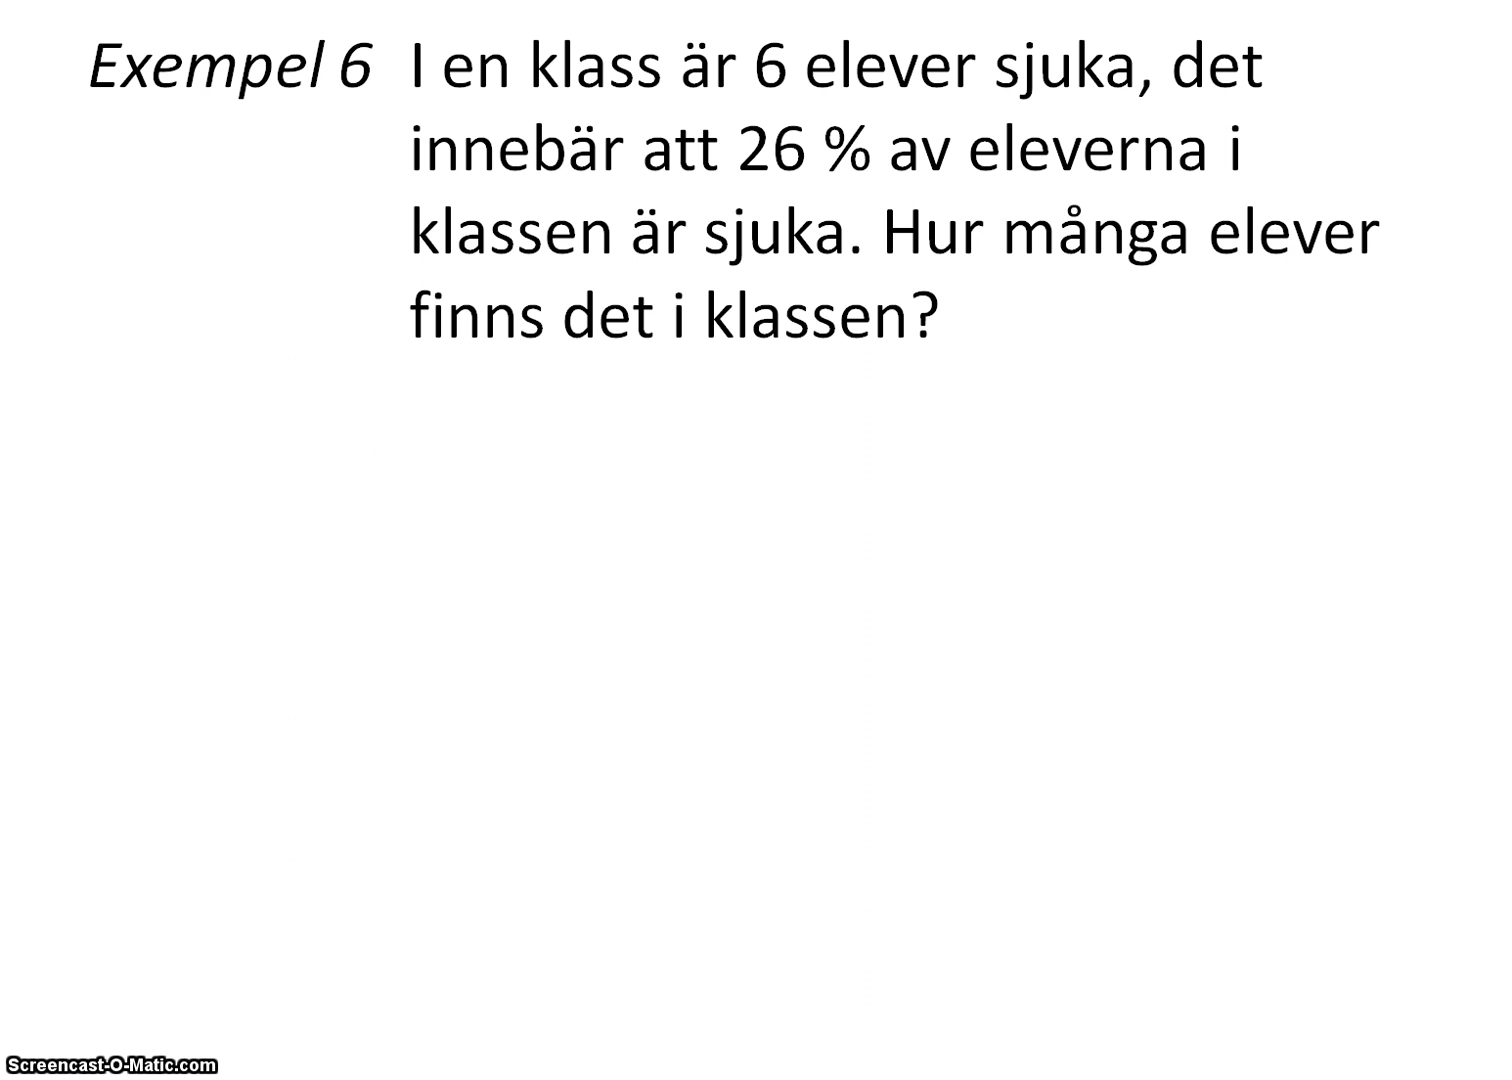 Exempel 6 I en klass är 6 elever sjuka, det
innebär att 26 % av eleverna i
klassen är sjuka. Hur många elever
finns det i klassen?
Screencast-O-Matic.com